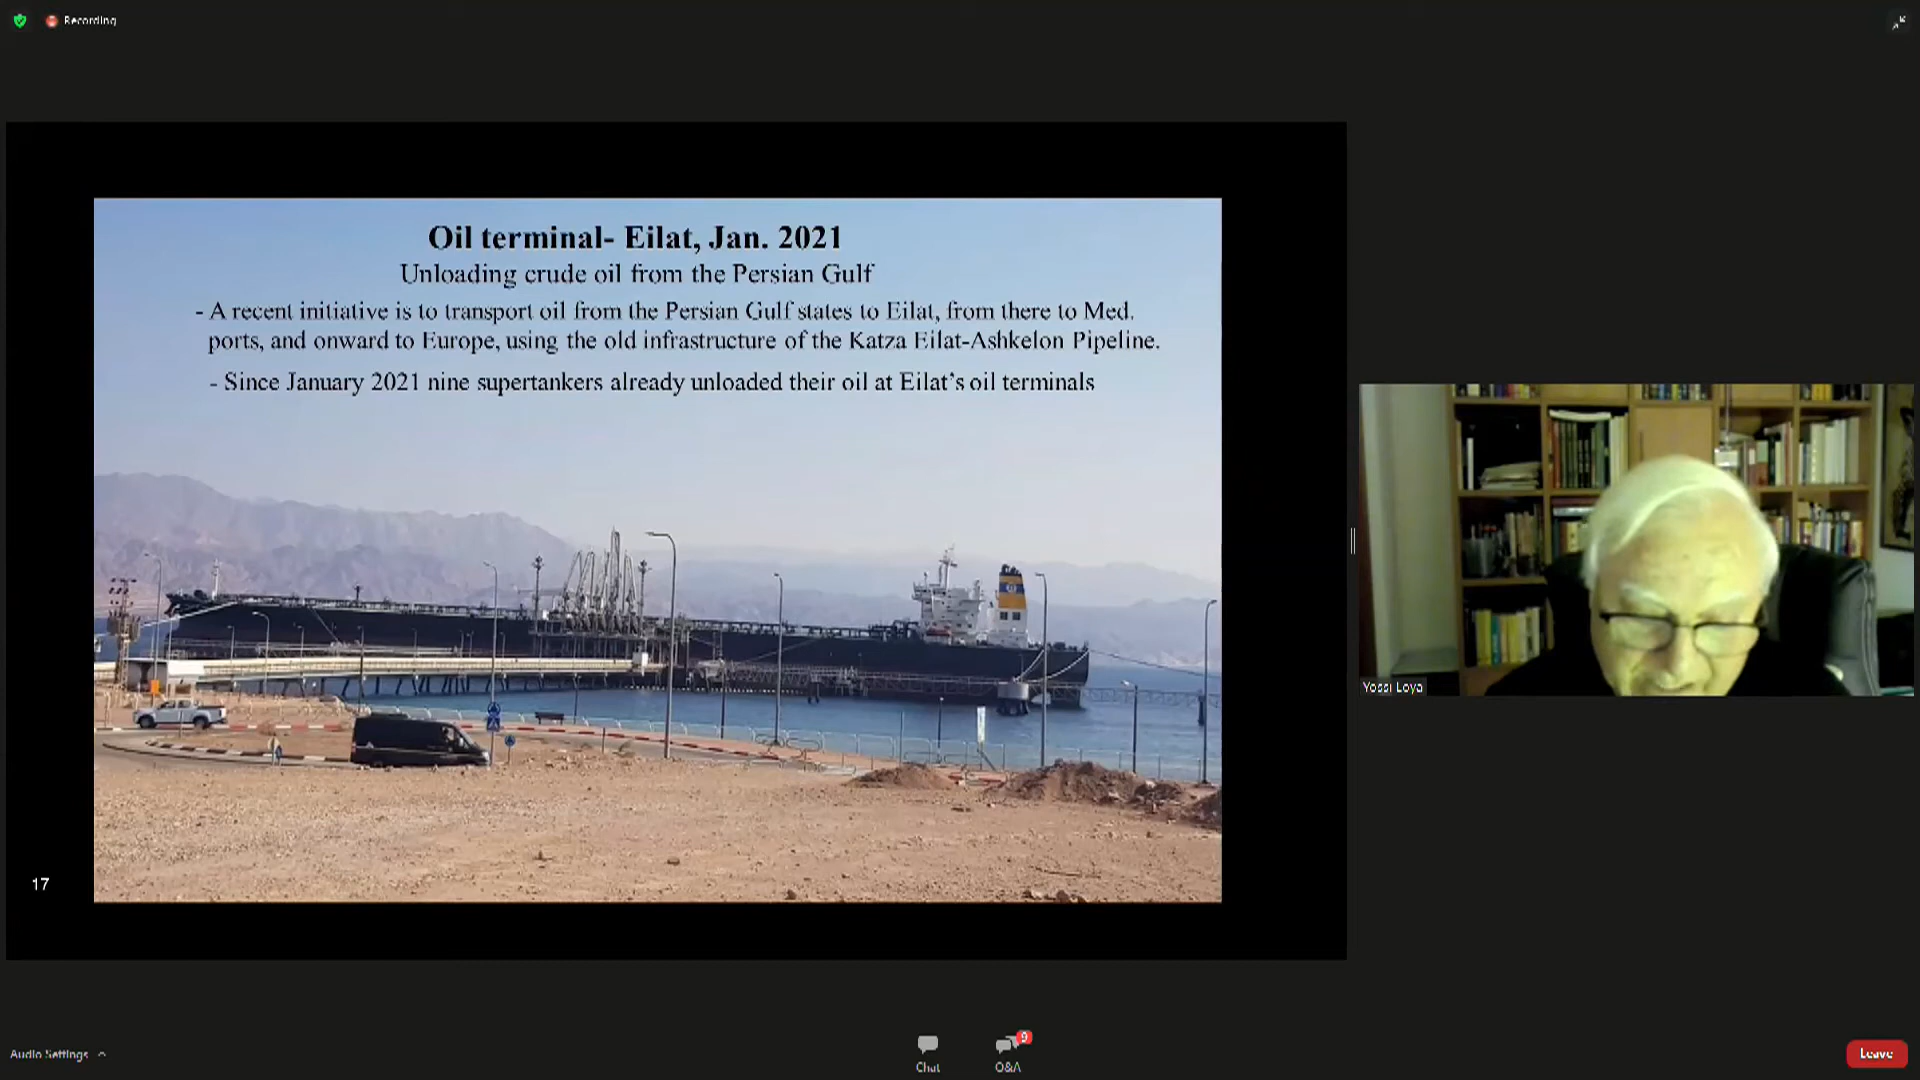 Recording
Oil terminal- Eilat, Jan. 2021
Unloading crude oil from the Persian Gulf
- A recent initiative is to transport oil from the Persian Gulf states to Eilat, from there to Med.
ports, and onward to Europe, using the old infrastructure of the Katza Eilat-Ashkelon Pipeline.
- Since January 2021 nine supertankers already unloaded their oil at Eilat's oil terminals
17
Yossi Loya
Audio Settings
Chat
9
Q&A
Leave